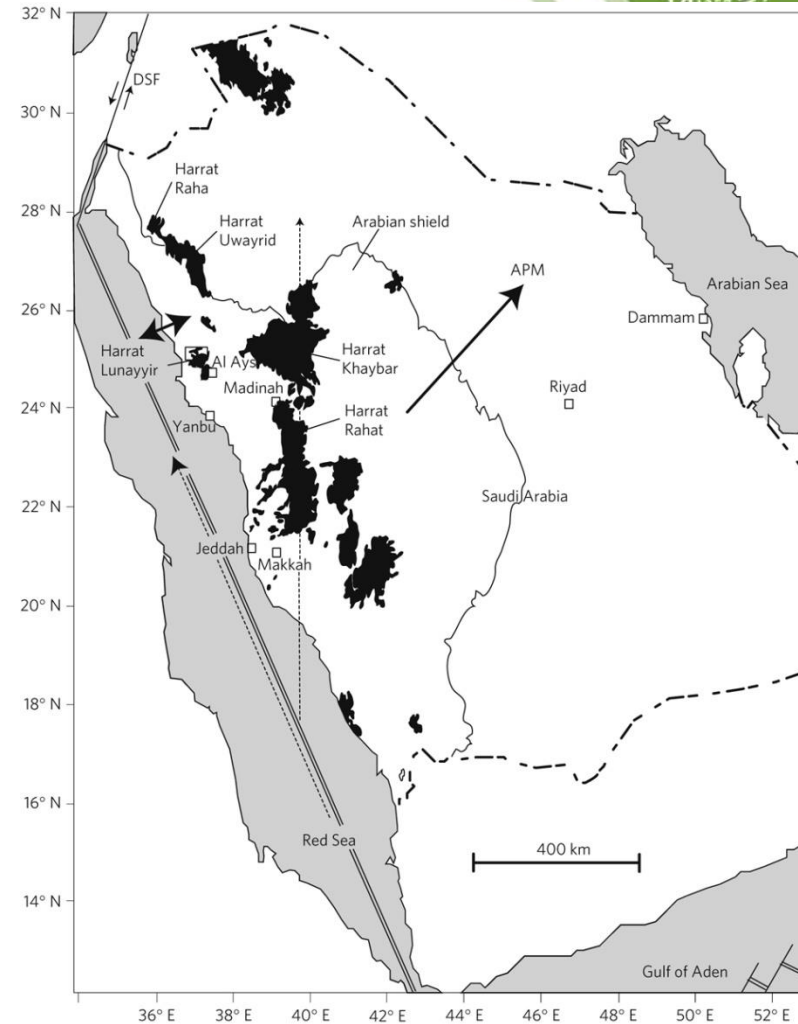 32° N
30° N
28° N
26° N
24° N
22° N
20° N
18° N
16° N
14° N
DSF
Harrat
Raha
Harrat
Uwayrid
Arabian shield
APM
Arabian Sea
Dammam
Harrat
Lunayyir
Al Ays
Harrat
Khaybar
Madinah
Riyad
Harrat
Rahat
Yanbu
Saudi Arabia
Jeddah
Makkah
Red Sea
400 km
Gulf of Aden
36° E
38° E
40° E
42° E
44° E
46° E
48° E
50° E
52° E